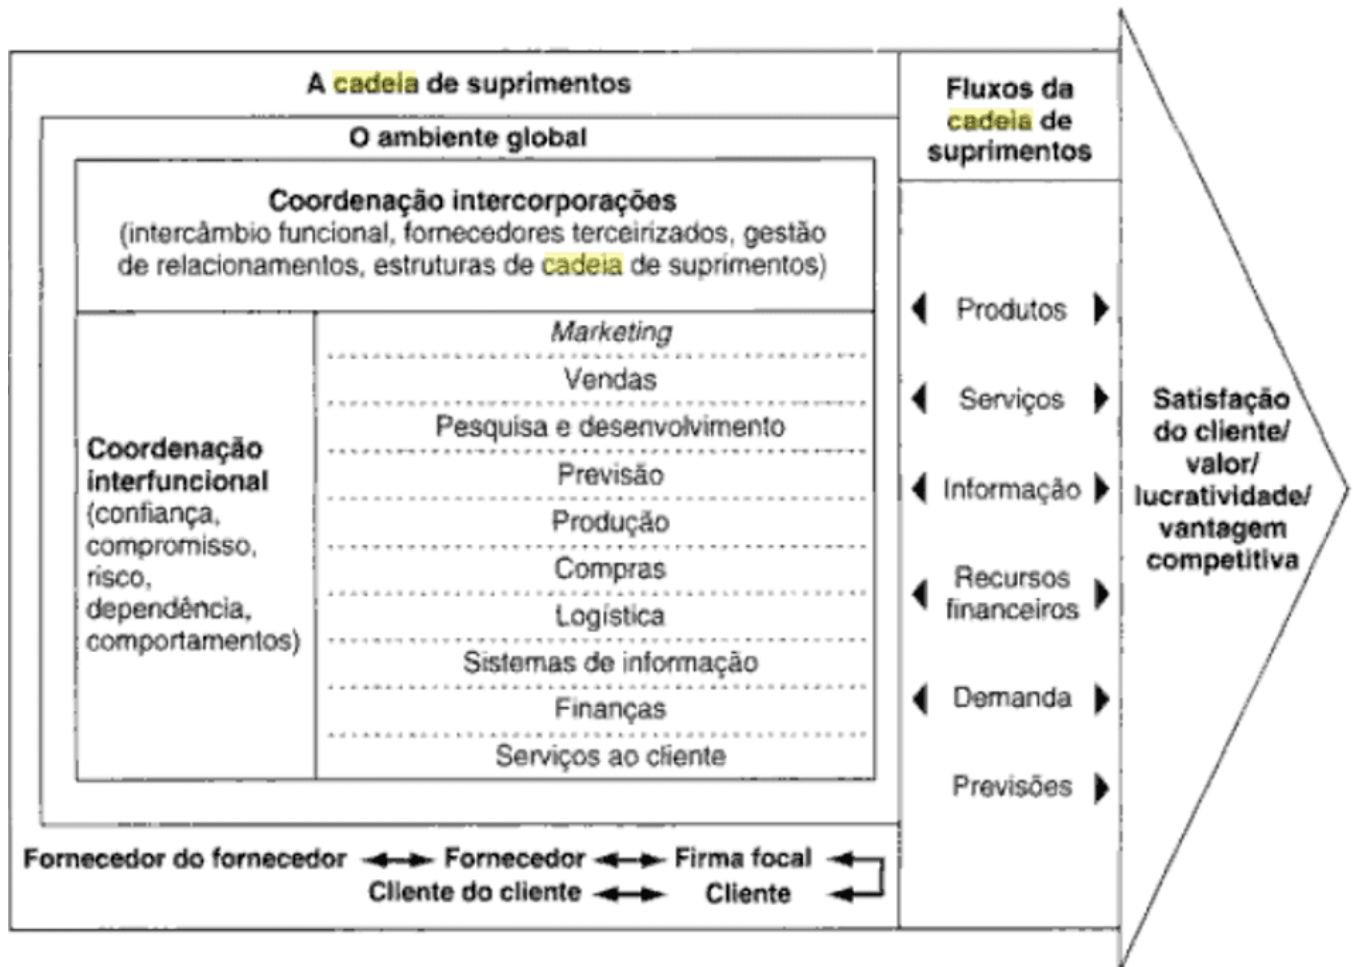 A cadeia de suprimentos
O ambiente global
Coordenação intercorporações
(intercâmbio funcional, fornecedores terceirizados, gestão
de relacionamentos, estruturas de cadeia de suprimentos)
Coordenação
interfuncional
(confiança,
compromisso,
risco,
dependência,
comportamentos)
Marketing
Vendas
Pesquisa e desenvolvimento
Previsão
Produção
Compras
Logística
Sistemas de informação
Finanças
Serviços ao cliente
Fornecedor do fornecedor Fornecedor Firma focal
Cliente do cliente Cliente
Fluxos da
cadeia de
suprimentos
Produtos
Serviços
Informação
Recursos
financeiros
Demanda
Previsões
Satisfação
do cliente/
valor/
lucratividade/
vantagem
competitiva